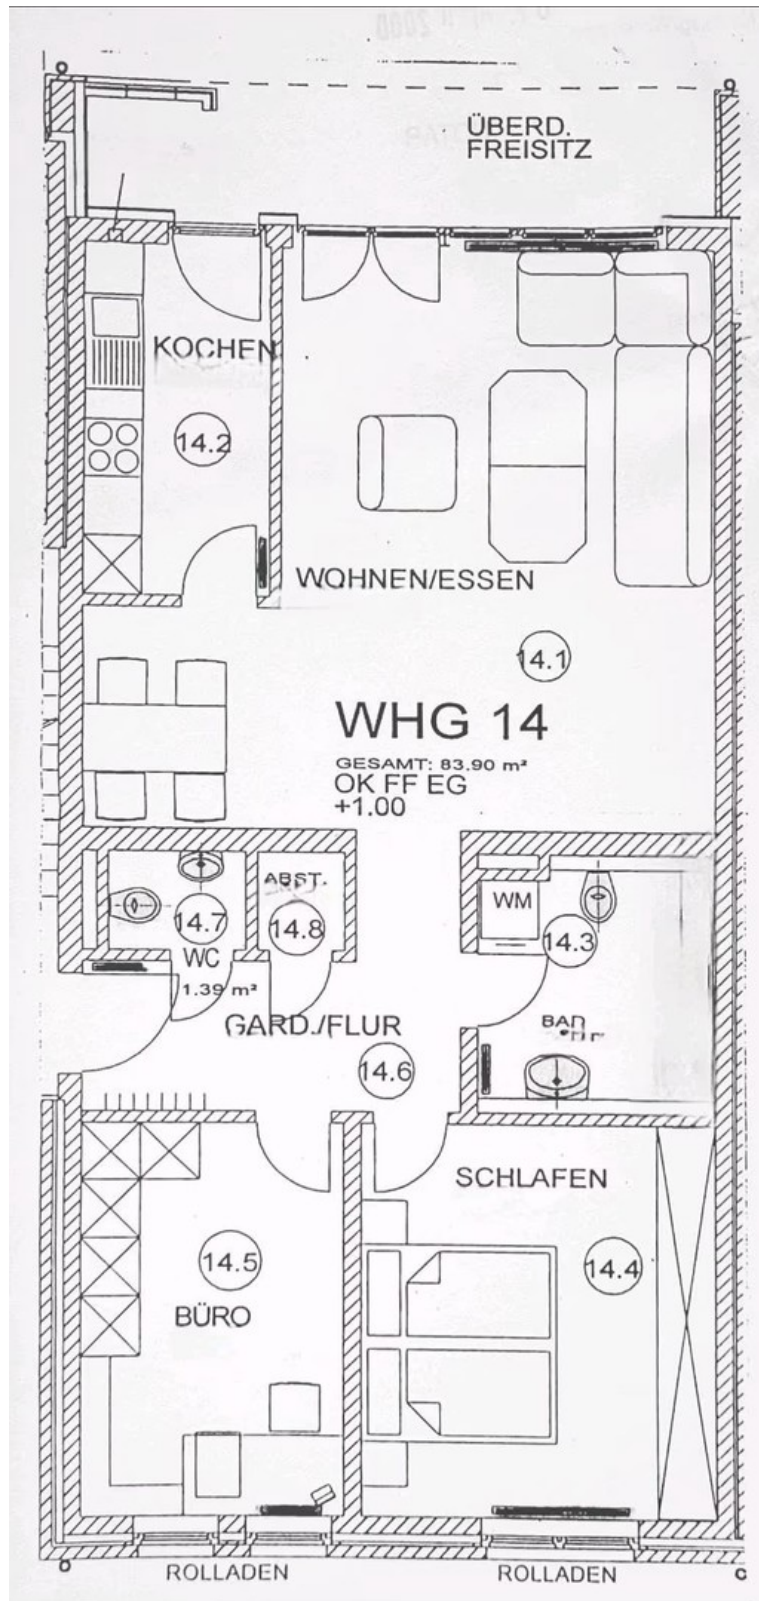 ÜBERD.
FREISITZ
KOCHEN
14.2
WOHNEN/ESSEN
14.1
WHG 14
GESAMT: 83.90 m²
OK FF EG
+1.00
ABST.
WM
14.7
14.8
14.3
WC
1.39 m²
GARD./FLUR
BAD
14.6
SCHLAFEN
14.5
14.4
BÜRO
ROLLADEN
ROLLADEN